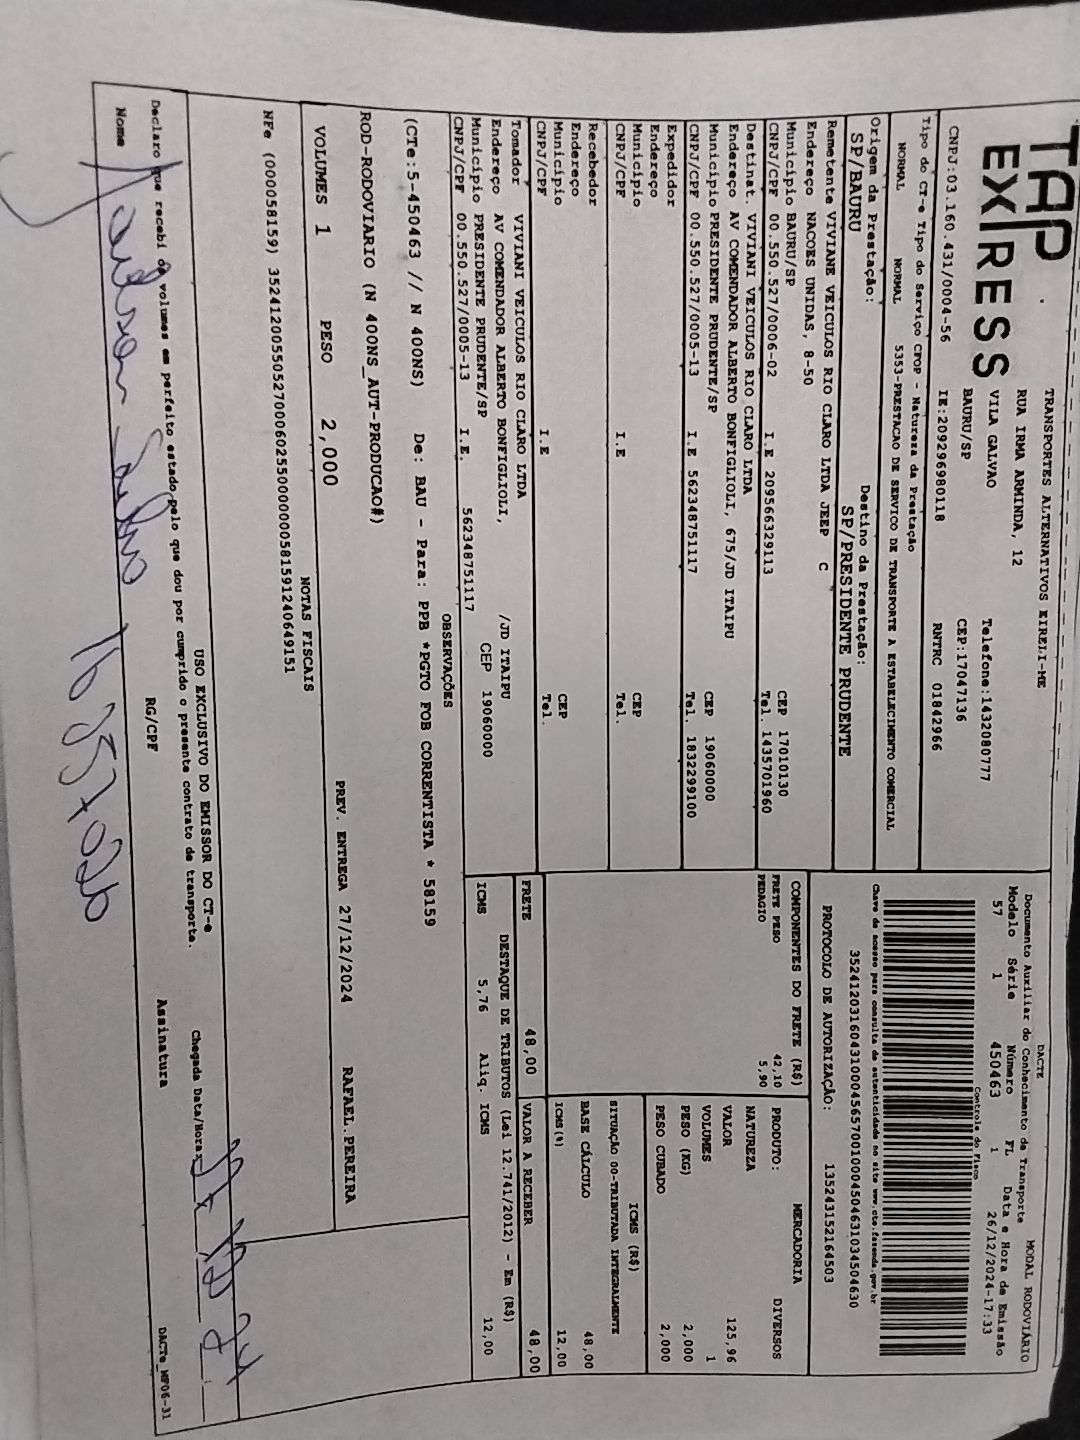 TAP EXPRESS
TRANSPORTES ALTERNATIVOS EIRELI-ME
RUA IRMA ARMINDA, 12
VILA GALVAO Telefone:1432080777
BAURU/SP CEP:17047136
CNPJ:03.160.431/0004-56 IE:209296980118 RNTRC 01842966
DACTE MODAL RODOVIÁRIO
Documento Auxiliar do Conhecimento de Transporte
Modelo Série Número FL Data e Hora de Emissão
57 1 450463 1 26/12/2024-17:33
Controle do Fisco
Tipo do CT-e Tipo do Serviço CFOP - Natureza da Prestação
NORMAL NORMAL 5353-PRESTACAO DE SERVICO DE TRANSPORTE A ESTABELECIMENTO COMERCIAL
Chave de acesso para consulta de autenticidade no site www.cte.fazenda.gov.br
35241203160431000456570010004504631034504630
PROTOCOLO DE AUTORIZAÇÃO: 135243152164503
Origem da Prestação: Destino da Prestação:
SP/BAURU SP/PRESIDENTE PRUDENTE
Remetente VIVIANE VEICULOS RIO CLARO LTDA JEEP C
Endereço NACOES UNIDAS, 8-50
Município BAURU/SP CEP 17010130
CNPJ/CPF 00.550.527/0006-02 I.E 209566329113 Tel. 1435701960
Destinat. VIVIANI VEICULOS RIO CLARO LTDA
Endereço AV COMENDADOR ALBERTO BONFIGLIOLI, 675/JD ITAIPU
Município PRESIDENTE PRUDENTE/SP CEP 19060000
CNPJ/CPF 00.550.527/0005-13 I.E 562348751117 Tel. 1832299100
Expedidor
Endereço
Município CEP
CNPJ/CPF I.E Tel.
Recebedor
Endereço
Município CEP
CNPJ/CPF I.E Tel.
Tomador VIVIANI VEICULOS RIO CLARO LTDA
Endereço AV COMENDADOR ALBERTO BONFIGLIOLI, /JD ITAIPU
Município PRESIDENTE PRUDENTE/SP CEP 19060000
CNPJ/CPF 00.550.527/0005-13 I.E. 562348751117
COMPONENTES DO FRETE (R$)
FRETE PESO 42,10
PEDAGIO 5,90
MERCADORIA
PRODUTO: DIVERSOS
NATUREZA
VALOR 125,96
VOLUMES 1
PESO (KG) 2,000
PESO CUBADO 2,000
ICMS (R$)
SITUAÇÃO 00-TRIBUTADA INTEGRALMENTE
BASE CÁLCULO 48,00
ICMS(%) 12,00
FRETE 48,00 VALOR A RECEBER 48,00
DESTAQUE DE TRIBUTOS (Lei 12.741/2012) - Em (R$)
ICMS 5,76 Aliq. ICMS 12,00
OBSERVAÇÕES
(CTe:5-450463 // N 400NS) De: BAU - Para: PPB *PGTO FOB CORRENTISTA * 58159
ROD-RODOVIARIO (N 400NS_AUT-PRODUCAO#)
VOLUMES 1 PESO 2,000 PREV. ENTREGA 27/12/2024 RAFAEL.PEREIRA
NOTAS FISCAIS
NFe (000058159) 35241200550527000602550000000581591240649151
USO EXCLUSIVO DO EMISSOR DO CT-e
Declaro que recebi os volumes em perfeito estado pelo que dou por cumprido o presente contrato de transporte.
Chegada Data/Hora:
Nome RG/CPF Assinatura
DACTe_MP06-31